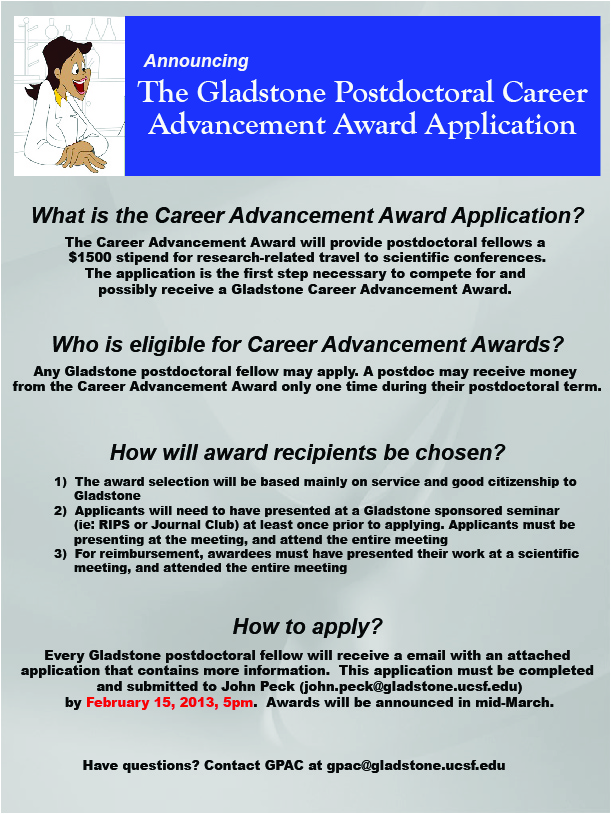 Announcing
The Gladstone Postdoctoral Career
Advancement Award Application
What is the Career Advancement Award Application?
The Career Advancement Award will provide postdoctoral fellows a
$1500 stipend for research-related travel to scientific conferences.
The application is the first step necessary to compete for and
possibly receive a Gladstone Career Advancement Award.
Who is eligible for Career Advancement Awards?
Any Gladstone postdoctoral fellow may apply. A postdoc may receive money
from the Career Advancement Award only one time during their postdoctoral term.
How will award recipients be chosen?
1) The award selection will be based mainly on service and good citizenship to
Gladstone
2) Applicants will need to have presented at a Gladstone sponsored seminar
(ie: RIPS or Journal Club) at least once prior to applying. Applicants must be
presenting at the meeting, and attend the entire meeting
3) For reimbursement, awardees must have presented their work at a scientific
meeting, and attended the entire meeting
How to apply?
Every Gladstone postdoctoral fellow will receive a email with an attached
application that contains more information. This application must be completed
and submitted to John Peck (john.peck@gladstone.ucsf.edu)
by February 15, 2013, 5pm. Awards will be announced in mid-March.
Have questions? Contact GPAC at gpac@gladstone.ucsf.edu